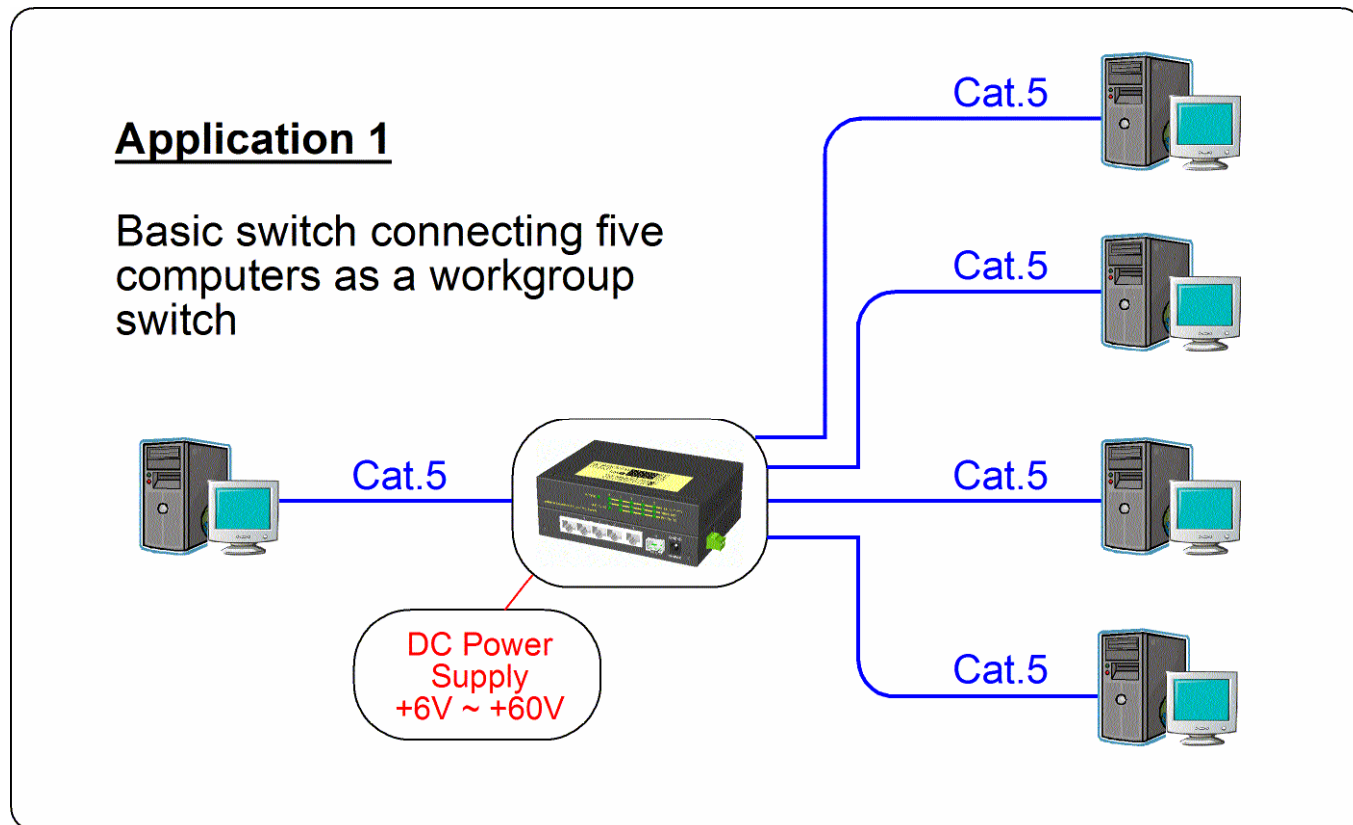 Application 1
Basic switch connecting five
computers as a workgroup
switch
Cat.5
Cat.5
Cat.5
Cat.5
Cat.5
DC Power
Supply
+6V ~ +60V